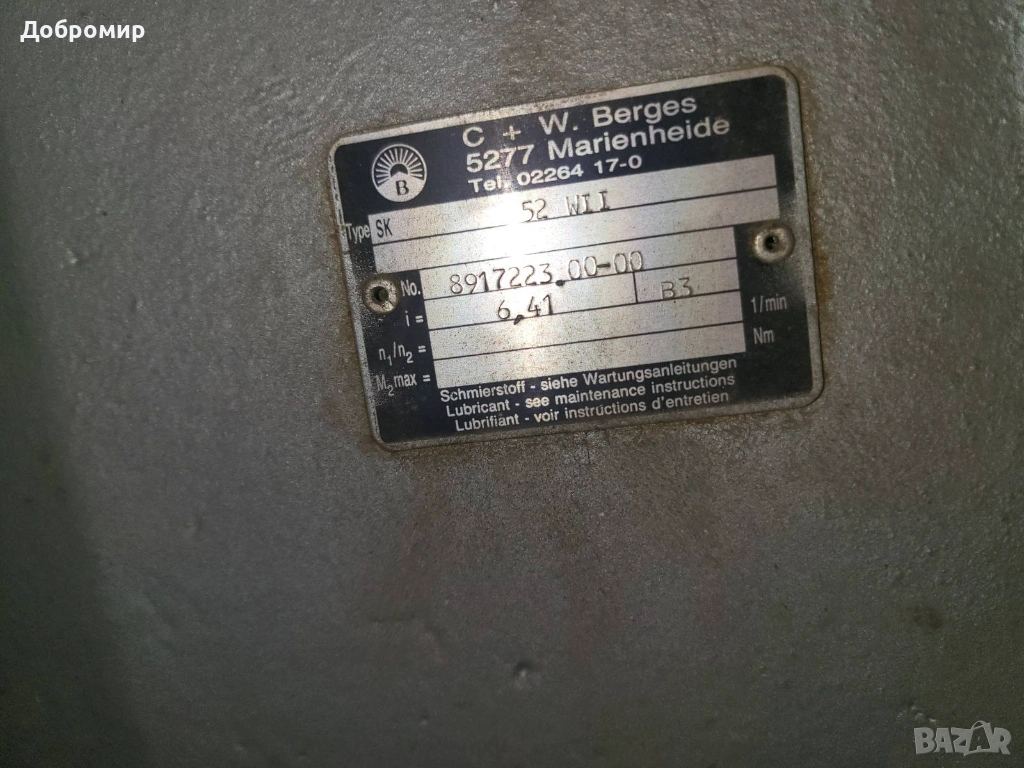 Добромир
C + W. Berges
5277 Marienheide
Tel. 02264 17-0
B
Type SK 52 WII
No. 8917223.00-00
i = 6,41 B3
n1/n2 = 1/min
M2 max = Nm
Schmierstoff - siehe Wartungsanleitungen
Lubricant - see maintenance instructions
Lubrifiant - voir instructions d'entretien
BAZAR